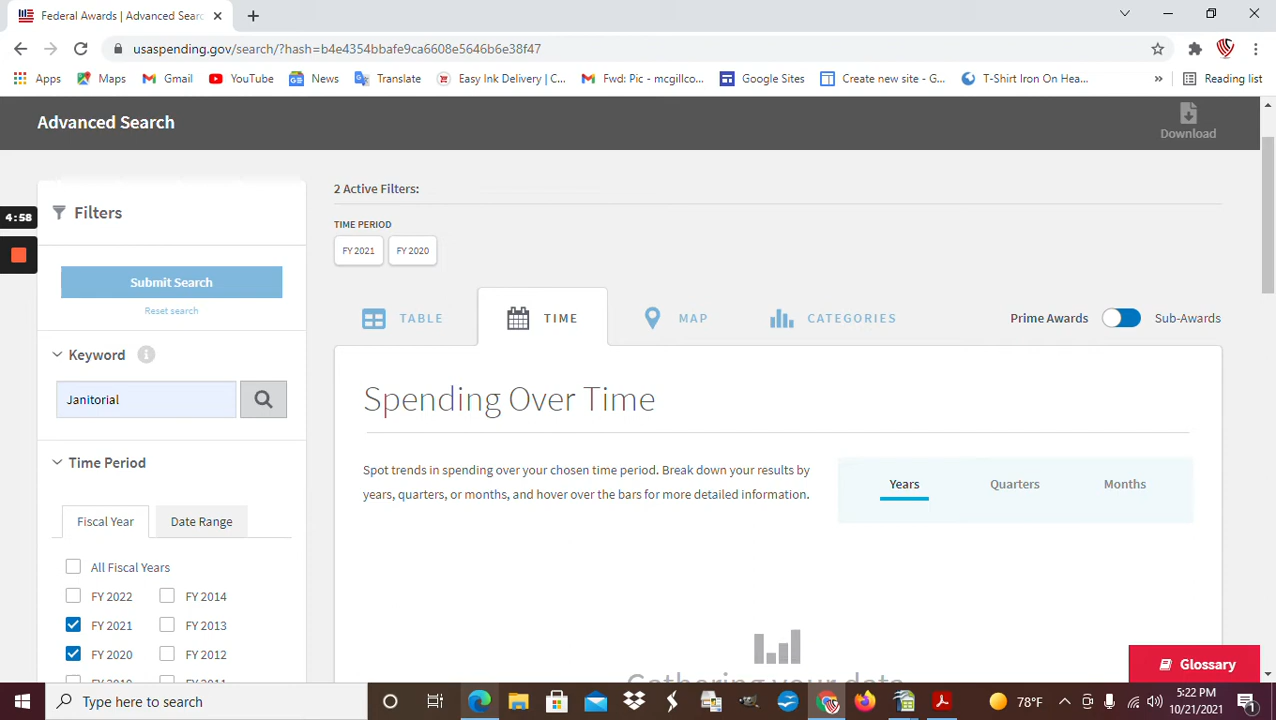 Federal Awards | Advanced Searc
usaspending.gov/search/?hash=b4e4354bbafe9ca6608e5646b6e38f47
Apps Maps Gmail YouTube News Translate Easy Ink Delivery | C... Fwd: Pic - mcgillco... Google Sites Create new site - G... T-Shirt Iron On Hea... » Reading list
Advanced Search
Download
4:58
Filters
Submit Search
Reset search
Keyword
Janitorial
Time Period
Fiscal Year Date Range
All Fiscal Years
FY 2022 FY 2014
FY 2021 FY 2013
FY 2020 FY 2012
2 Active Filters:
TIME PERIOD
FY 2021 FY 2020
TABLE TIME MAP CATEGORIES
Prime Awards Sub-Awards
Spending Over Time
Spot trends in spending over your chosen time period. Break down your results by
years, quarters, or months, and hover over the bars for more detailed information.
Years Quarters Months
Gathering your data
Glossary
Type here to search
78°F
5:22 PM
10/21/2021
1